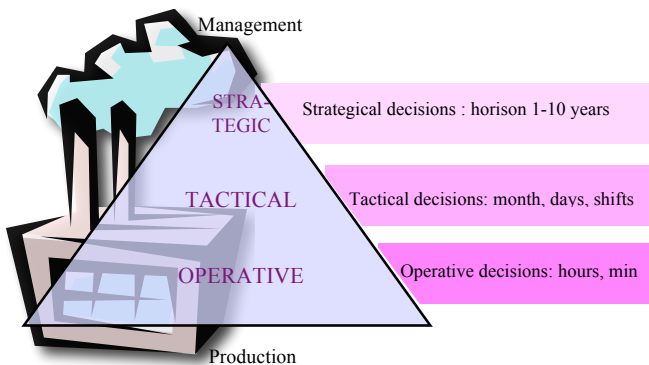 Management
STRA-
TEGIC
Strategical decisions : horison 1-10 years
TACTICAL
Tactical decisions: month, days, shifts
OPERATIVE
Operative decisions: hours, min
Production